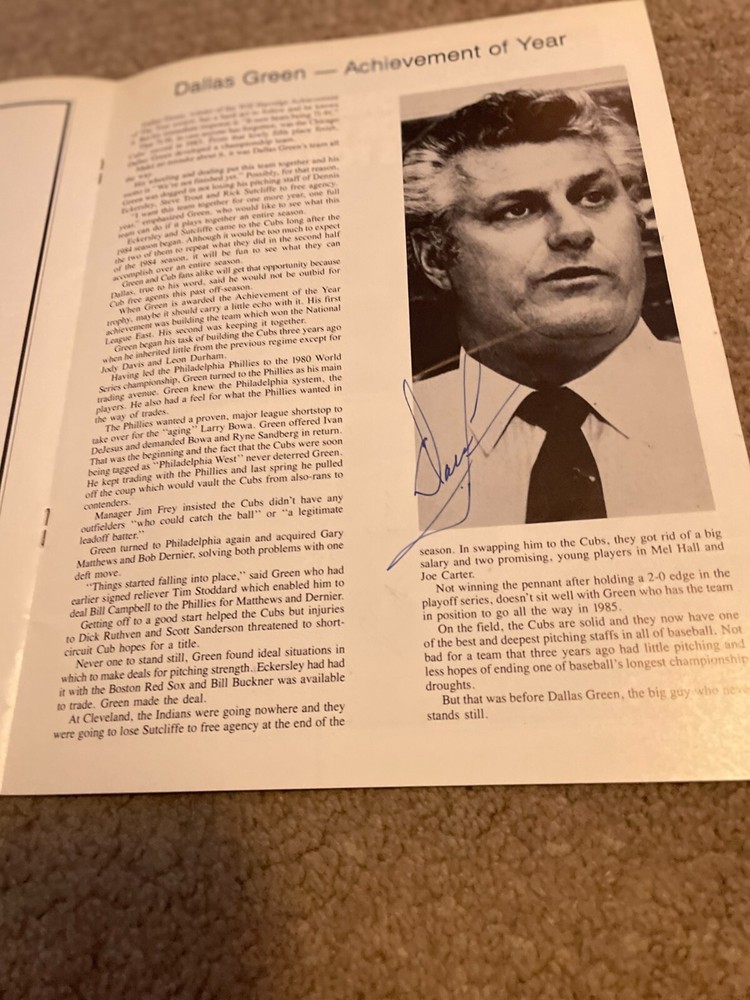 Dallas Green — Achievement of Year
His wheeling and dealing put this team together and his
motto is "We're not finished yet." Possibly, for that reason,
Green was dogged in not losing his pitching staff of Dennis
Eckersley, Steve Trout and Rick Sutcliffe to free agency.
"I want this team together for one more year, one full
year," emphasized Green, who would like to see what this
team can do if it plays together an entire season.
Eckersley and Sutcliffe came to the Cubs long after the
1984 season began. Although it would be too much to expect
the two of them to repeat what they did in the second half
of the 1984 season, it will be fun to see what they can
accomplish over an entire season.
Green and Cub fans alike will get that opportunity because
Dallas, true to his word, said he would not be outbid for
Cub free agents this past off-season.
When Green is awarded the Achievement of the Year
trophy, maybe it should carry a little echo with it. His first
achievement was building the team which won the National
League East. His second was keeping it together.
Green began his task of building the Cubs three years ago
when he inherited little from the previous regime except for
Jody Davis and Leon Durham.
Having led the Philadelphia Phillies to the 1980 World
Series championship, Green turned to the Phillies as his main
trading avenue. Green knew the Philadelphia system, the
players. He also had a feel for what the Phillies wanted in
the way of trades.
The Phillies wanted a proven, major league shortstop to
take over for the "aging" Larry Bowa. Green offered Ivan
DeJesus and demanded Bowa and Ryne Sandberg in return.
That was the beginning and the fact that the Cubs were soon
being tagged as "Philadelphia West" never deterred Green.
He kept trading with the Phillies and last spring he pulled
off the coup which would vault the Cubs from also-rans to
contenders.
Manager Jim Frey insisted the Cubs didn't have any
outfielders "who could catch the ball" or "a legitimate
leadoff batter."
Green turned to Philadelphia again and acquired Gary
Matthews and Bob Dernier, solving both problems with one
deft move.
"Things started falling into place," said Green who had
earlier signed reliever Tim Stoddard which enabled him to
deal Bill Campbell to the Phillies for Matthews and Dernier.
Getting off to a good start helped the Cubs but injuries
to Dick Ruthven and Scott Sanderson threatened to short-
circuit Cub hopes for a title.
Never one to stand still, Green found ideal situations in
which to make deals for pitching strength. Eckersley had had
it with the Boston Red Sox and Bill Buckner was available
to trade. Green made the deal.
At Cleveland, the Indians were going nowhere and they
were going to lose Sutcliffe to free agency at the end of the
season. In swapping him to the Cubs, they got rid of a big
salary and two promising, young players in Mel Hall and
Joe Carter.
Not winning the pennant after holding a 2-0 edge in the
playoff series, doesn't sit well with Green who has the team
in position to go all the way in 1985.
On the field, the Cubs are solid and they now have one
of the best and deepest pitching staffs in all of baseball. Not
bad for a team that three years ago had little pitching and
less hopes of ending one of baseball's longest championship
droughts.
But that was before Dallas Green, the big guy who never
stands still.